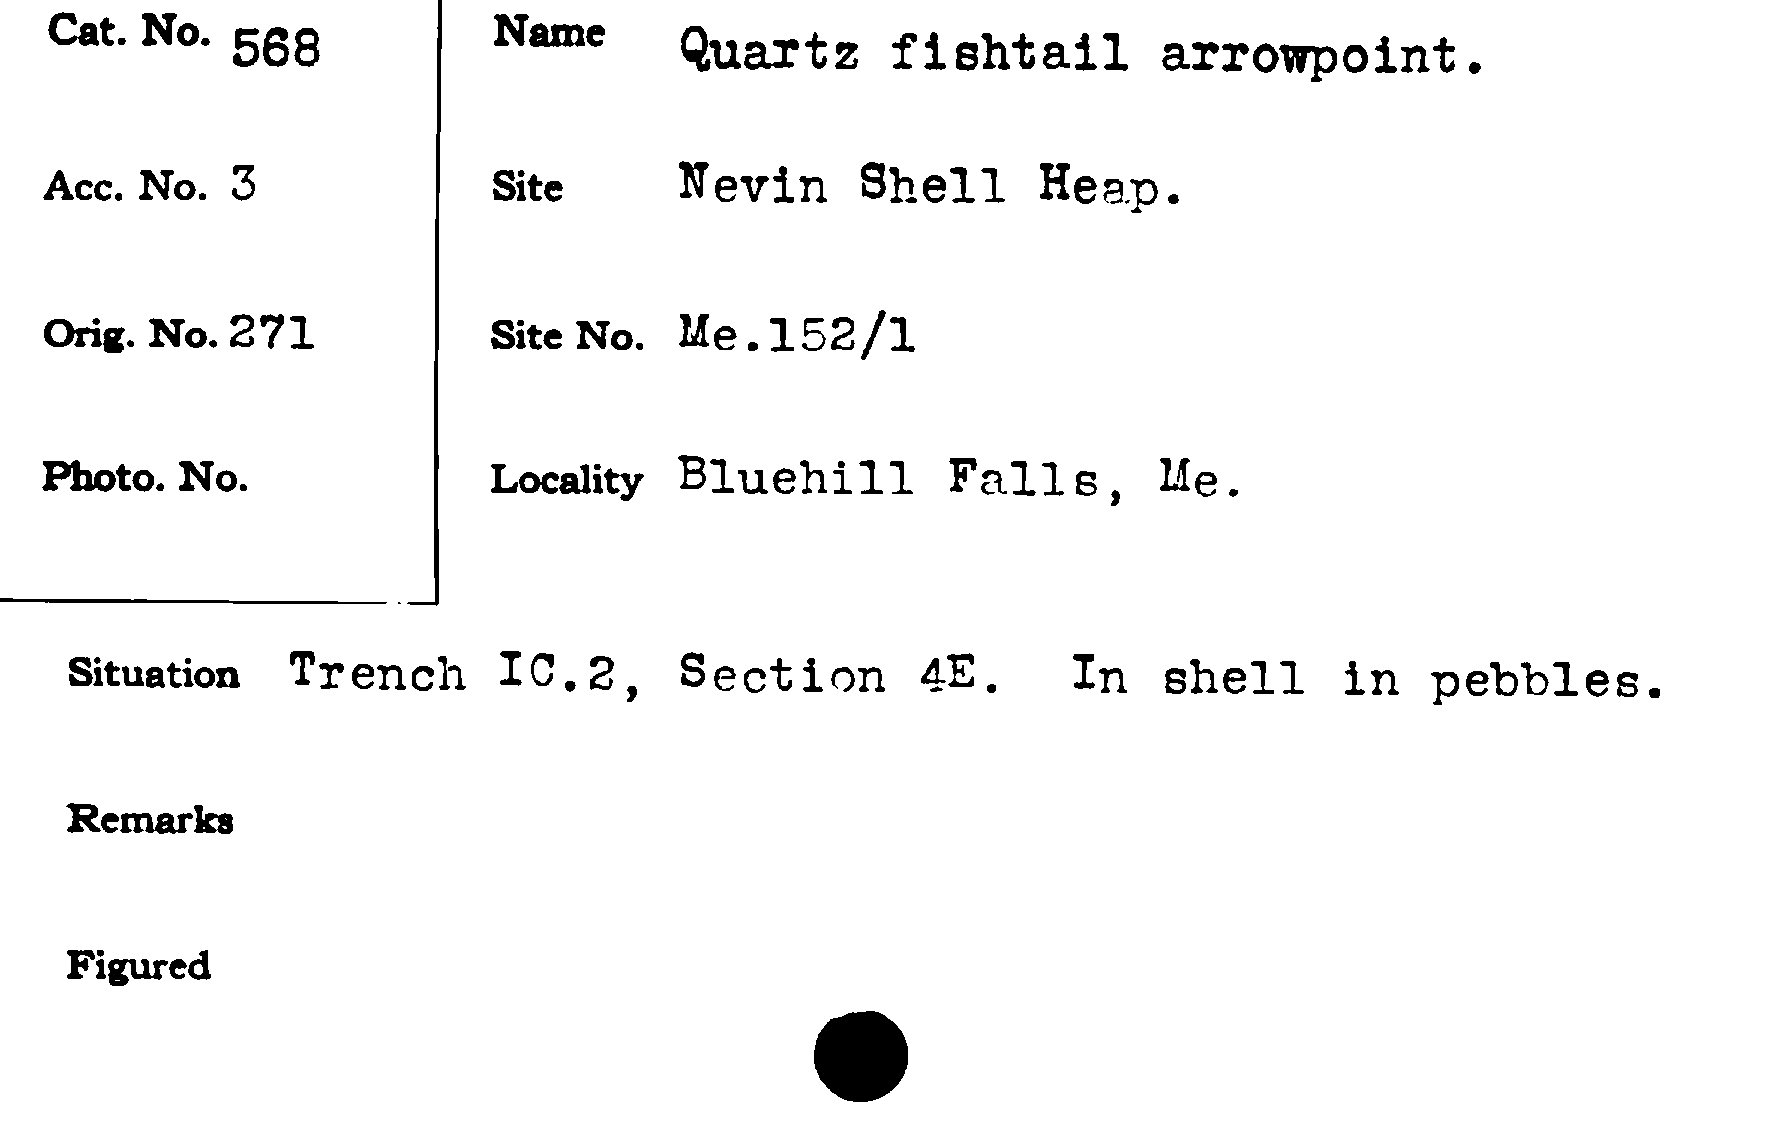 Cat. No. 568
Name Quartz fishtail arrowpoint.
Acc. No. 3
Site Nevin Shell Heap.
Orig. No. 271
Site No. Me.152/1
Photo. No.
Locality Bluehill Falls, Me.
Situation Trench IC.2, Section 4E. In shell in pebbles.
Remarks
Figured